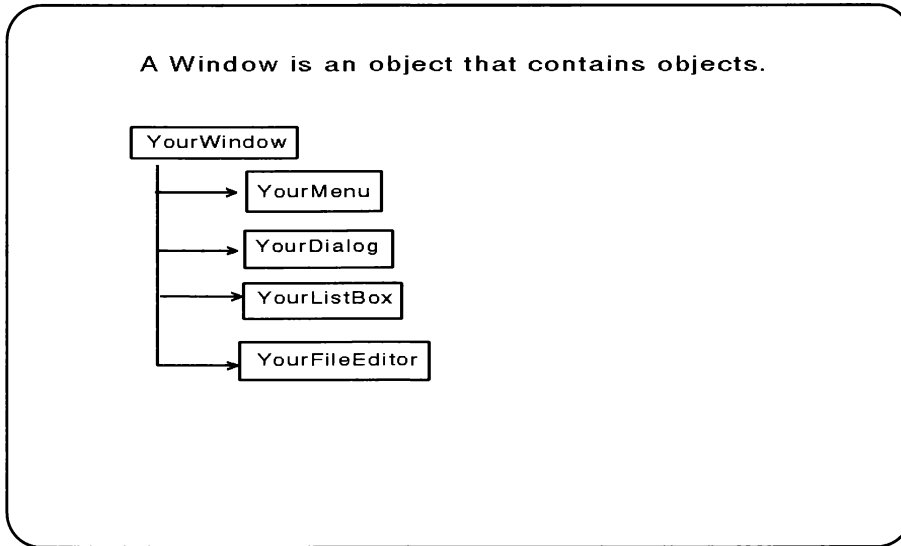 A Window is an object that contains objects.
YourWindow
YourMenu
YourDialog
YourListBox
YourFileEditor